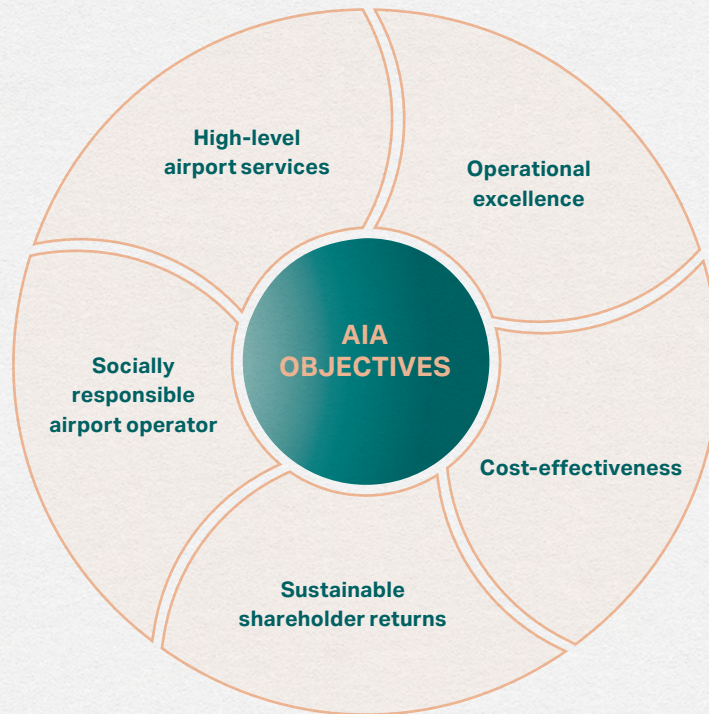 High-level
airport services
Operational
excellence
AIA
OBJECTIVES
Socially
responsible
airport operator
Cost-effectiveness
Sustainable
shareholder returns